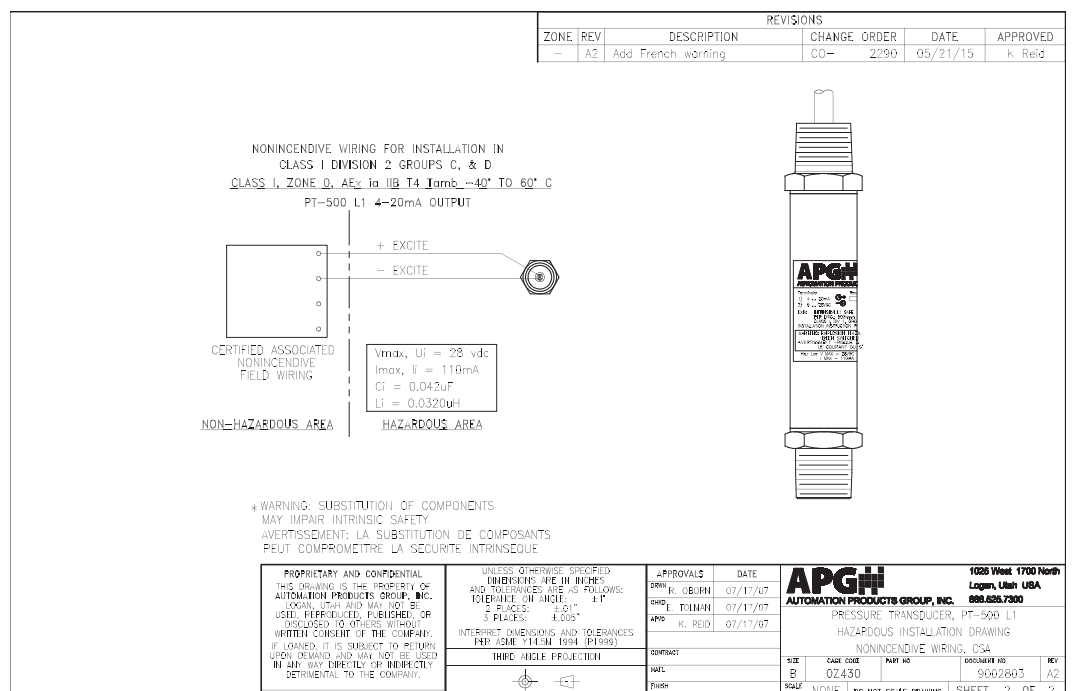 REVISIONS
ZONE REV DESCRIPTION CHANGE ORDER DATE APPROVED
- A2 Add French warning CO- 2290 05/21/15 K Reid
NONINCENDIVE WIRING FOR INSTALLATION IN
CLASS I DIVISION 2 GROUPS C, & D
CLASS I, ZONE 0, AEx ia IIB T4 Tamb -40° TO 60° C
PT-500 L1 4-20mA OUTPUT
+ EXCITE
- EXCITE
CERTIFIED ASSOCIATED
NONINCENDIVE
FIELD WIRING
Vmax, Ui = 28 vdc
Imax, Ii = 110mA
Ci = 0.042uF
Li = 0.0320uH
NON-HAZARDOUS AREA
HAZARDOUS AREA
APG
AUTOMATION PRODUC
*WARNING: SUBSTITUTION OF COMPONENTS
MAY IMPAIR INTRINSIC SAFETY
AVERTISSEMENT: LA SUBSTITUTION DE COMPOSANTS
PEUT COMPROMETTRE LA SECURITE INTRINSEQUE
PROPRIETARY AND CONFIDENTIAL
THIS DRAWING IS THE PROPERTY OF
AUTOMATION PRODUCTS GROUP, INC.
LOGAN, UTAH AND MAY NOT BE
USED, REPRODUCED, PUBLISHED, OR
DISCLOSED TO OTHERS WITHOUT
WRITTEN CONSENT OF THE COMPANY.
IF LOANED, IT IS SUBJECT TO RETURN
UPON DEMAND AND MAY NOT BE USED
IN ANY WAY DIRECTLY OR INDIRECTLY
DETRIMENTAL TO THE COMPANY.
UNLESS OTHERWISE SPECIFIED
DIMENSIONS ARE IN INCHES
AND TOLERANCES ARE AS FOLLOWS:
TOLERANCE ON ANGLE: ±1°
2 PLACES: ±.01"
3 PLACES: ±.005"
INTERPRET DIMENSIONS AND TOLERANCES
PER ASME Y14.5M 1994 (R1999)
THIRD ANGLE PROJECTION
APPROVALS DATE
DRWN R. OBORN 07/17/07
CHKD E. TOLMAN 07/17/07
APVD K. REID 07/17/07
CONTRACT
MATL
FINISH
APG
AUTOMATION PRODUCTS GROUP, INC.
1025 West 1700 North
Logan, Utah USA
888.525.7300
PRESSURE TRANSDUCER, PT-500 L1
HAZARDOUS INSTALLATION DRAWING
NONINCENDIVE WIRING, CSA
SIZE CAGE CODE PART NO DOCUMENT NO REV
B 0Z430 9002803 A2
SCALE NONE DO NOT SCALE DRAWING SHEET 2 OF 2